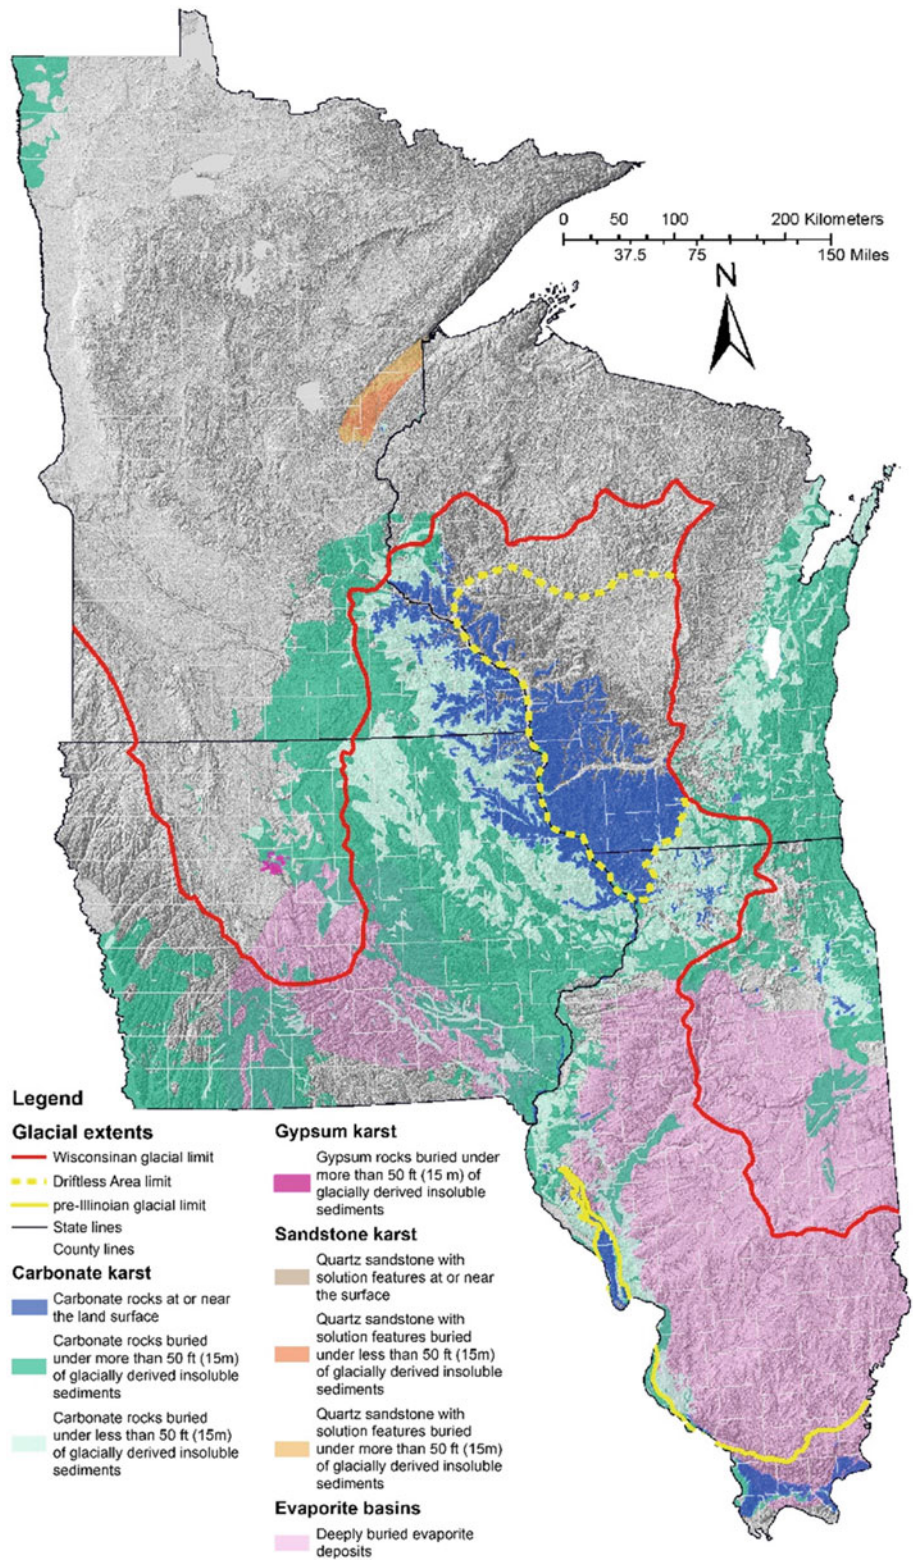 0 50 100 200 Kilometers
37.5 75 150 Miles
N
Legend
Glacial extents
Wisconsinan glacial limit
Driftless Area limit
pre-Illinoian glacial limit
State lines
County lines
Carbonate karst
Carbonate rocks at or near
the land surface
Carbonate rocks buried
under more than 50 ft (15m)
of glacially derived insoluble
sediments
Carbonate rocks buried
under less than 50 ft (15m)
of glacially derived insoluble
sediments
Gypsum karst
Gypsum rocks buried under
more than 50 ft (15 m) of
glacially derived insoluble
sediments
Sandstone karst
Quartz sandstone with
solution features at or near
the surface
Quartz sandstone with
solution features buried
under less than 50 ft (15m)
of glacially derived insoluble
sediments
Quartz sandstone with
solution features buried
under more than 50 ft (15m)
of glacially derived insoluble
sediments
Evaporite basins
Deeply buried evaporite
deposits